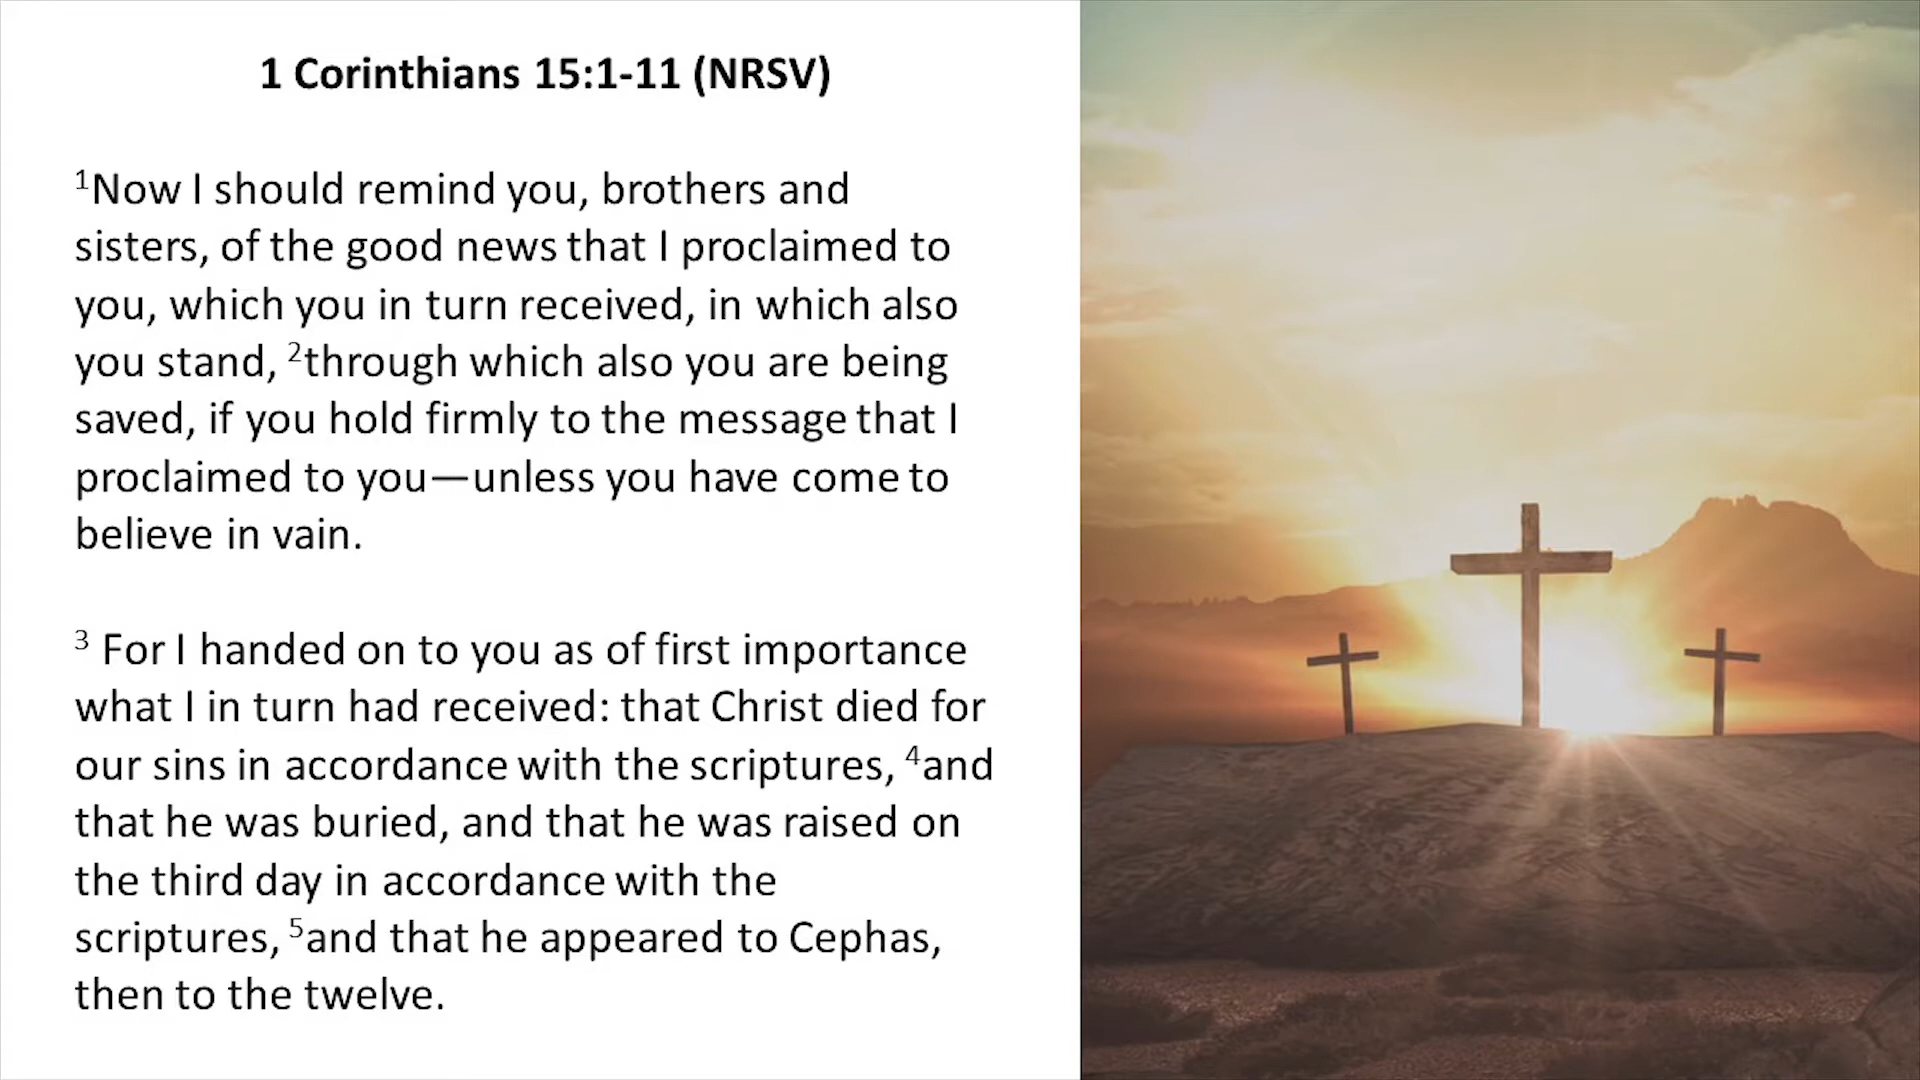 1 Corinthians 15:1-11 (NRSV)
¹Now I should remind you, brothers and
sisters, of the good news that I proclaimed to
you, which you in turn received, in which also
you stand, ²through which also you are being
saved, if you hold firmly to the message that I
proclaimed to you—unless you have come to
believe in vain.
³ For I handed on to you as of first importance
what I in turn had received: that Christ died for
our sins in accordance with the scriptures, ⁴and
that he was buried, and that he was raised on
the third day in accordance with the
scriptures, ⁵and that he appeared to Cephas,
then to the twelve.